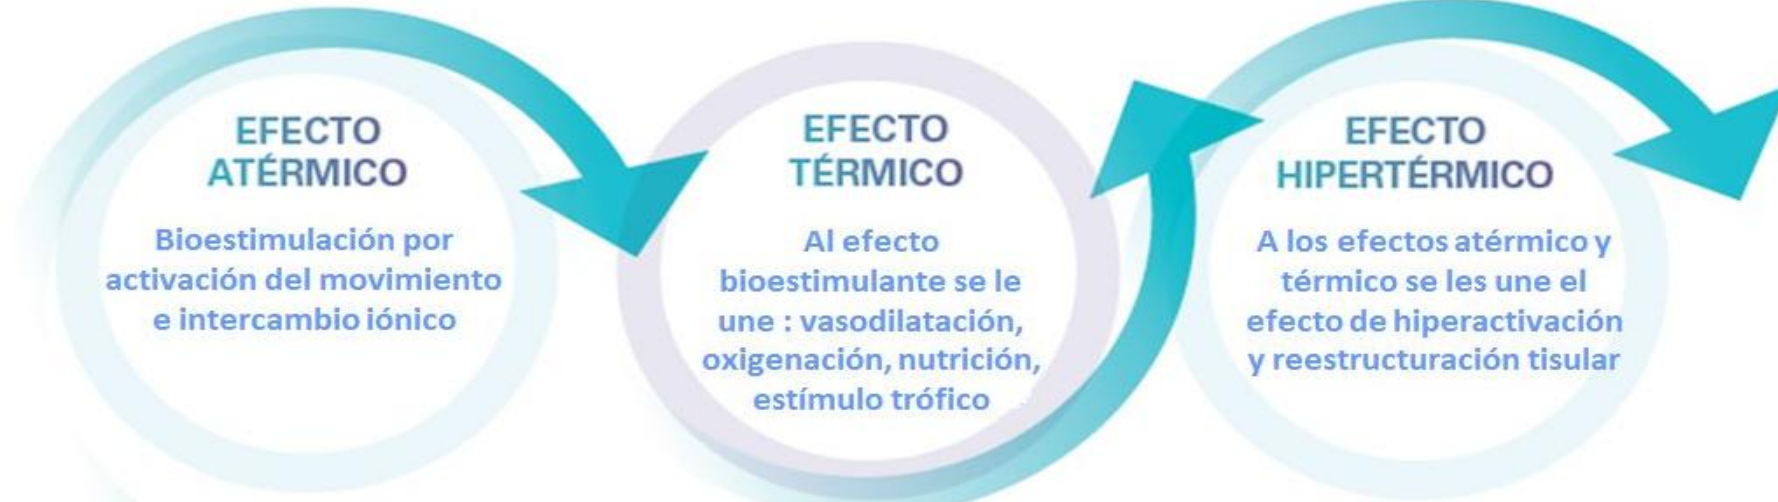 EFECTO
ATÉRMICO
Bioestimulación por
activación del movimiento
e intercambio iónico
EFECTO
TÉRMICO
Al efecto
bioestimulante se le
une : vasodilatación,
oxigenación, nutrición,
estímulo trófico
EFECTO
HIPERTÉRMICO
A los efectos atérmico y
térmico se les une el
efecto de hiperactivación
y reestructuración tisular